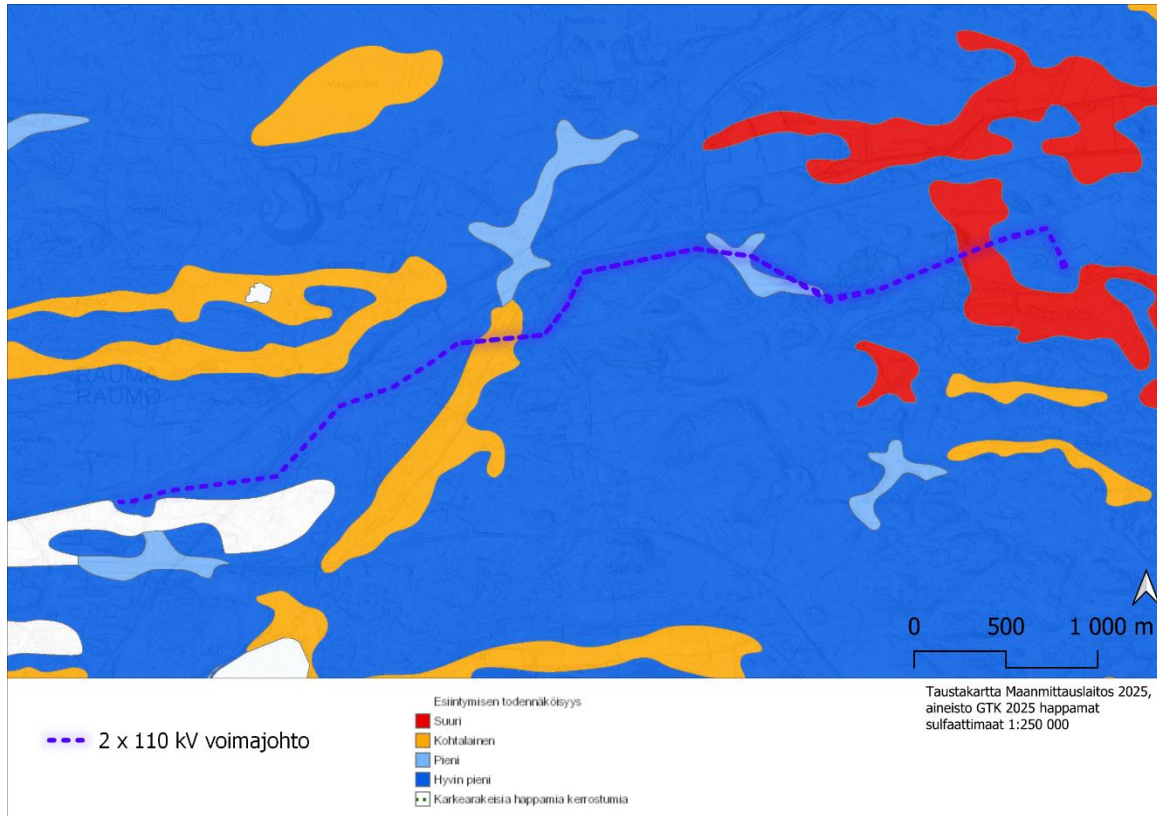 RAUMA
RAUMO
0 500 1 000 m
2 x 110 kV voimajohto
Esiintymisen todennäköisyys
Suuri
Kohtalainen
Pieni
Hyvin pieni
Karkearakeisia happamia kerrostumia
Taustakartta Maanmittauslaitos 2025,
aineisto GTK 2025 happamat
sulfaattimaat 1:250 000